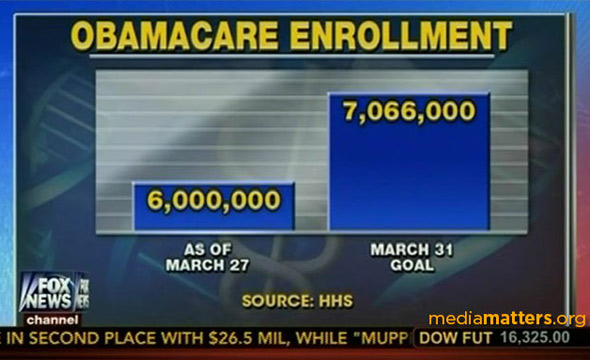 OBAMACARE ENROLLMENT
7,066,000
6,000,000
AS OF
MARCH 27
MARCH 31
GOAL
SOURCE: HHS
FOX
NEWS
channel
mediamatters.org
IN SECOND PLACE WITH $26.5 MIL, WHILE "MUPP
DOW FUT 16,325.00